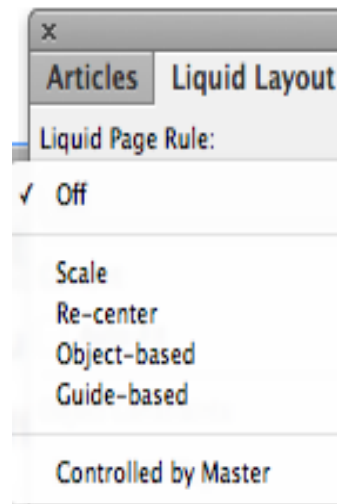 x
Articles Liquid Layout
Liquid Page Rule:
✓ Off
Scale
Re-center
Object-based
Guide-based
Controlled by Master